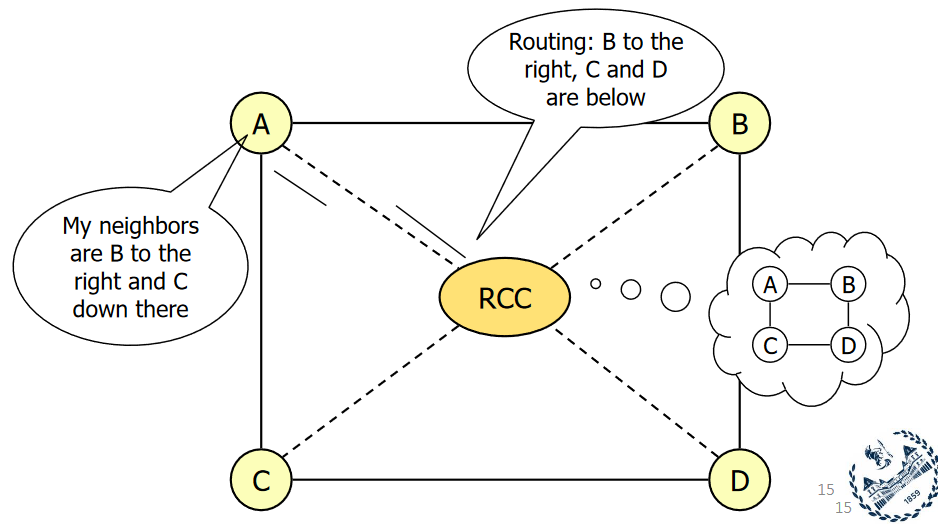 Routing: B to the
right, C and D
are below
A
B
My neighbors
are B to the
right and C
down there
RCC
A
B
C
D
C
D
15
15
1859